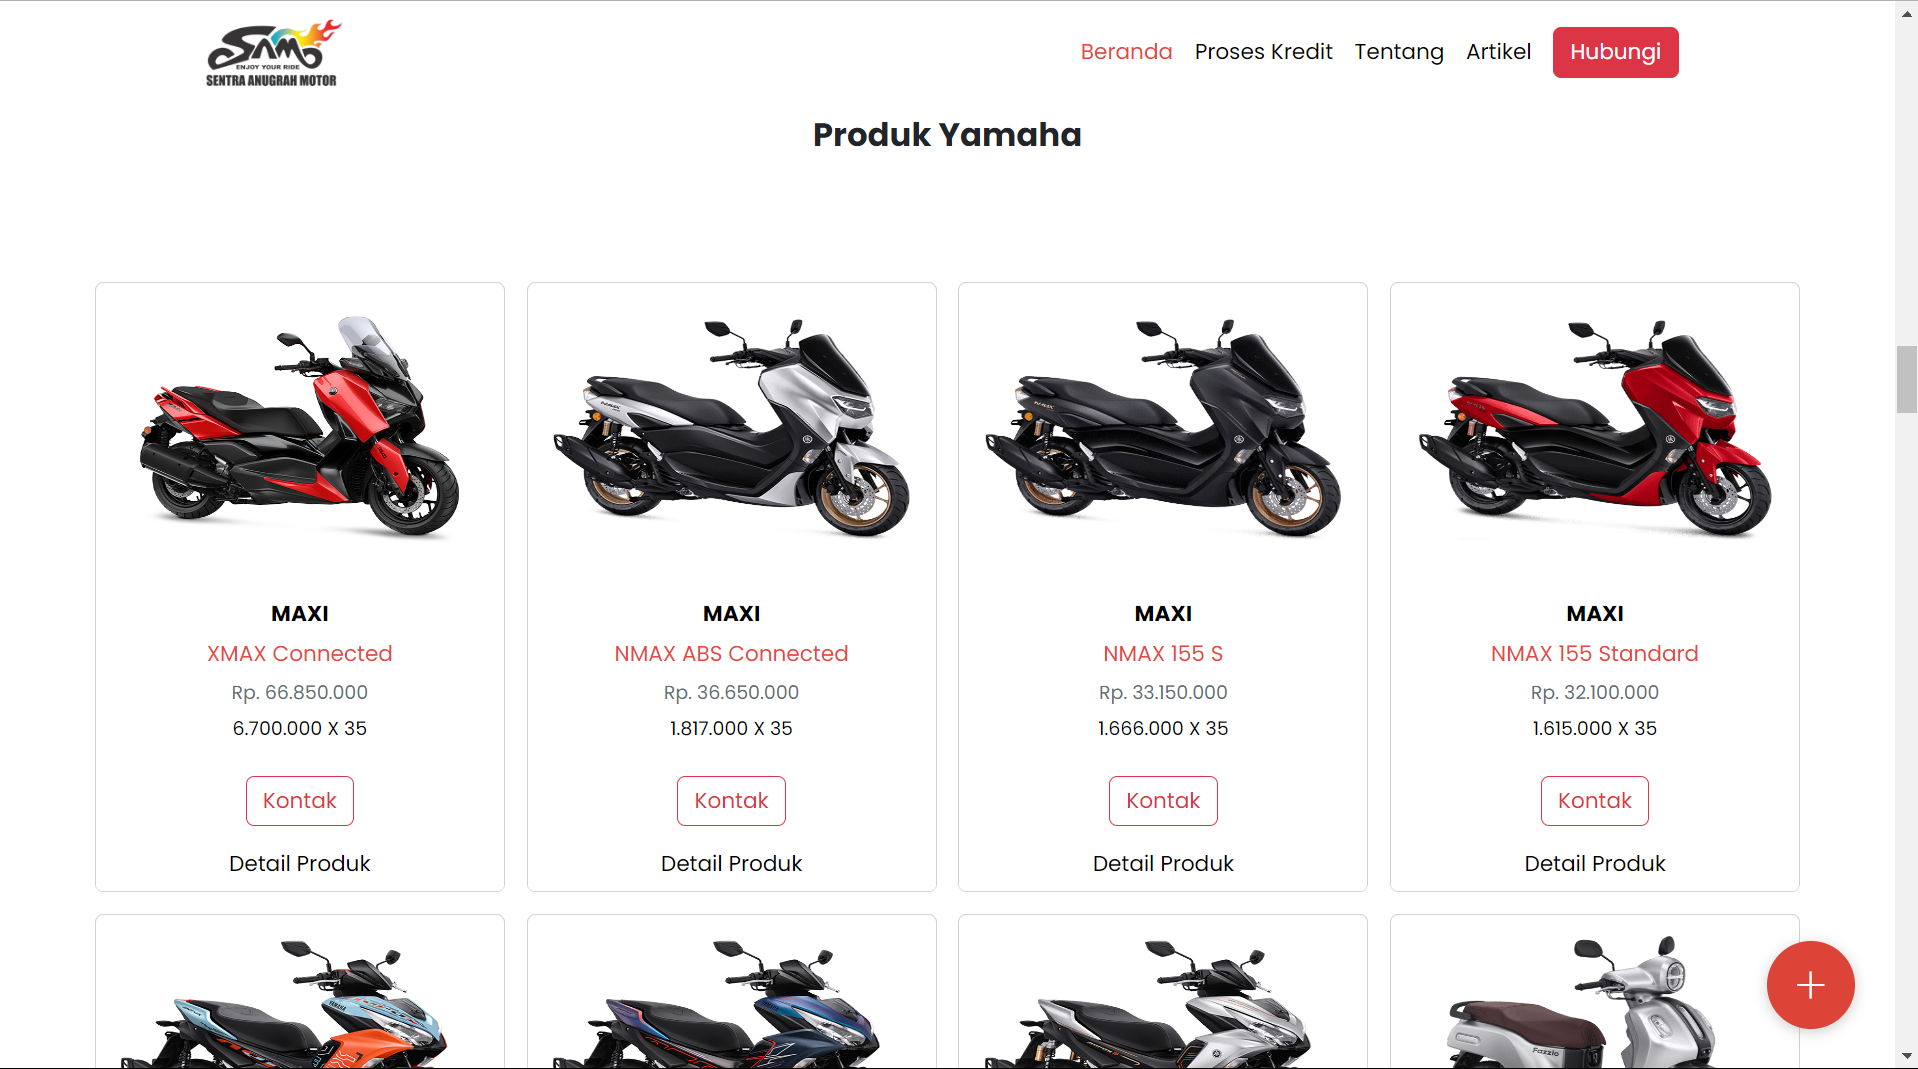 SAM
ENJOY YOUR RIDE
SENTRA ANUGRAH MOTOR
Beranda Proses Kredit Tentang Artikel Hubungi
Produk Yamaha
MAXI
XMAX Connected
Rp. 66.850.000
6.700.000 X 35
Kontak
Detail Produk
MAXI
NMAX ABS Connected
Rp. 36.650.000
1.817.000 X 35
Kontak
Detail Produk
MAXI
NMAX 155 S
Rp. 33.150.000
1.666.000 X 35
Kontak
Detail Produk
MAXI
NMAX 155 Standard
Rp. 32.100.000
1.615.000 X 35
Kontak
Detail Produk
Fazzio